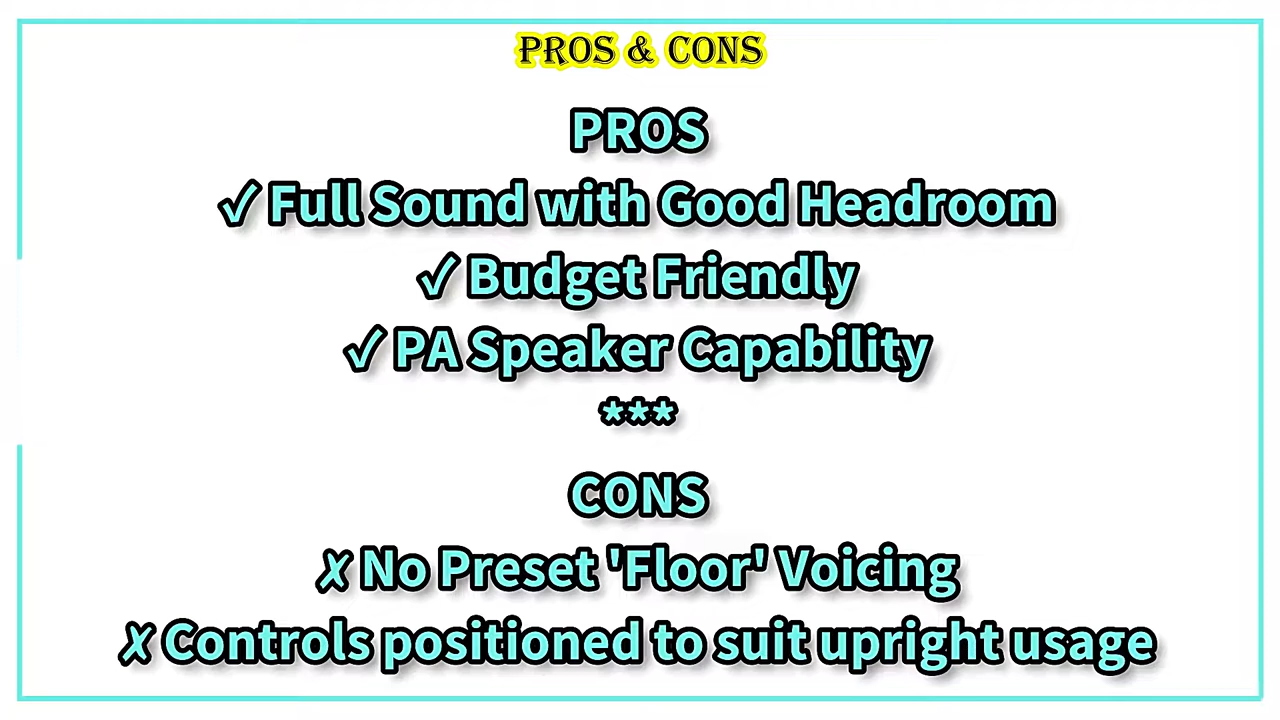 PROS & CONS
PROS
✓ Full Sound with Good Headroom
✓ Budget Friendly
✓ PA Speaker Capability
***
CONS
✗ No Preset 'Floor' Voicing
✗ Controls positioned to suit upright usage